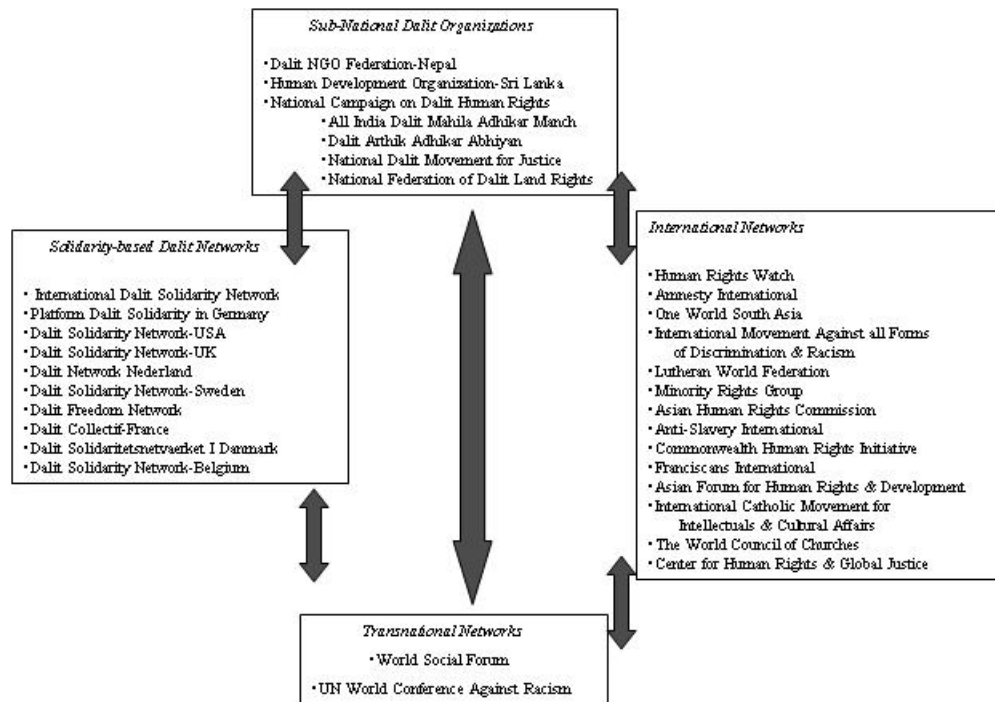 Sub-National Dalit Organizations
•Dalit NGO Federation-Nepal
•Human Development Organization-Sri Lanka
•National Campaign on Dalit Human Rights
•All India Dalit Mahila Adhikar Manch
•Dalit Arthik Adhikar Abhiyan
•National Dalit Movement for Justice
•National Federation of Dalit Land Rights
Solidarity-based Dalit Networks
• International Dalit Solidarity Network
•Platform Dalit Solidarity in Germany
•Dalit Solidarity Network-USA
•Dalit Solidarity Network-UK
•Dalit Network Nederland
•Dalit Solidarity Network-Sweden
•Dalit Freedom Network
•Dalit Collectif-France
•Dalit Solidaritetsnetvaerket I Danmark
•Dalit Solidarity Network-Belgium
International Networks
•Human Rights Watch
•Amnesty International
•One World South Asia
•International Movement Against all Forms
of Discrimination & Racism
•Lutheran World Federation
•Minority Rights Group
•Asian Human Rights Commission
•Anti-Slavery International
•Commonwealth Human Rights Initiative
•Franciscans International
•Asian Forum for Human Rights & Development
•International Catholic Movement for
Intellectuals & Cultural Affairs
•The World Council of Churches
•Center for Human Rights & Global Justice
Transnational Networks
•World Social Forum
•UN World Conference Against Racism